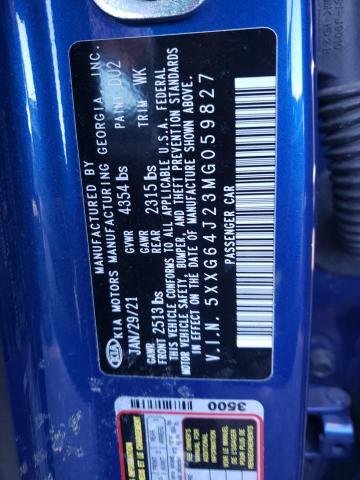 MANUFACTURED BY
KIA MOTORS MANUFACTURING GEORGIA INC.
JAN/29/21 GVWR 4354 lbs PAINT DU2
GAWR FRONT 2513 lbs GAWR REAR 2315 lbs TRIM WK
THIS VEHICLE CONFORMS TO ALL APPLICABLE U.S.A. FEDERAL
MOTOR VEHICLE SAFETY, BUMPER, AND THEFT PREVENTION STANDARDS
IN EFFECT ON THE DATE OF MANUFACTURE SHOWN ABOVE.
V.I.N. 5XXG64J23MG059827
PASSENGER CAR
KIA
3500